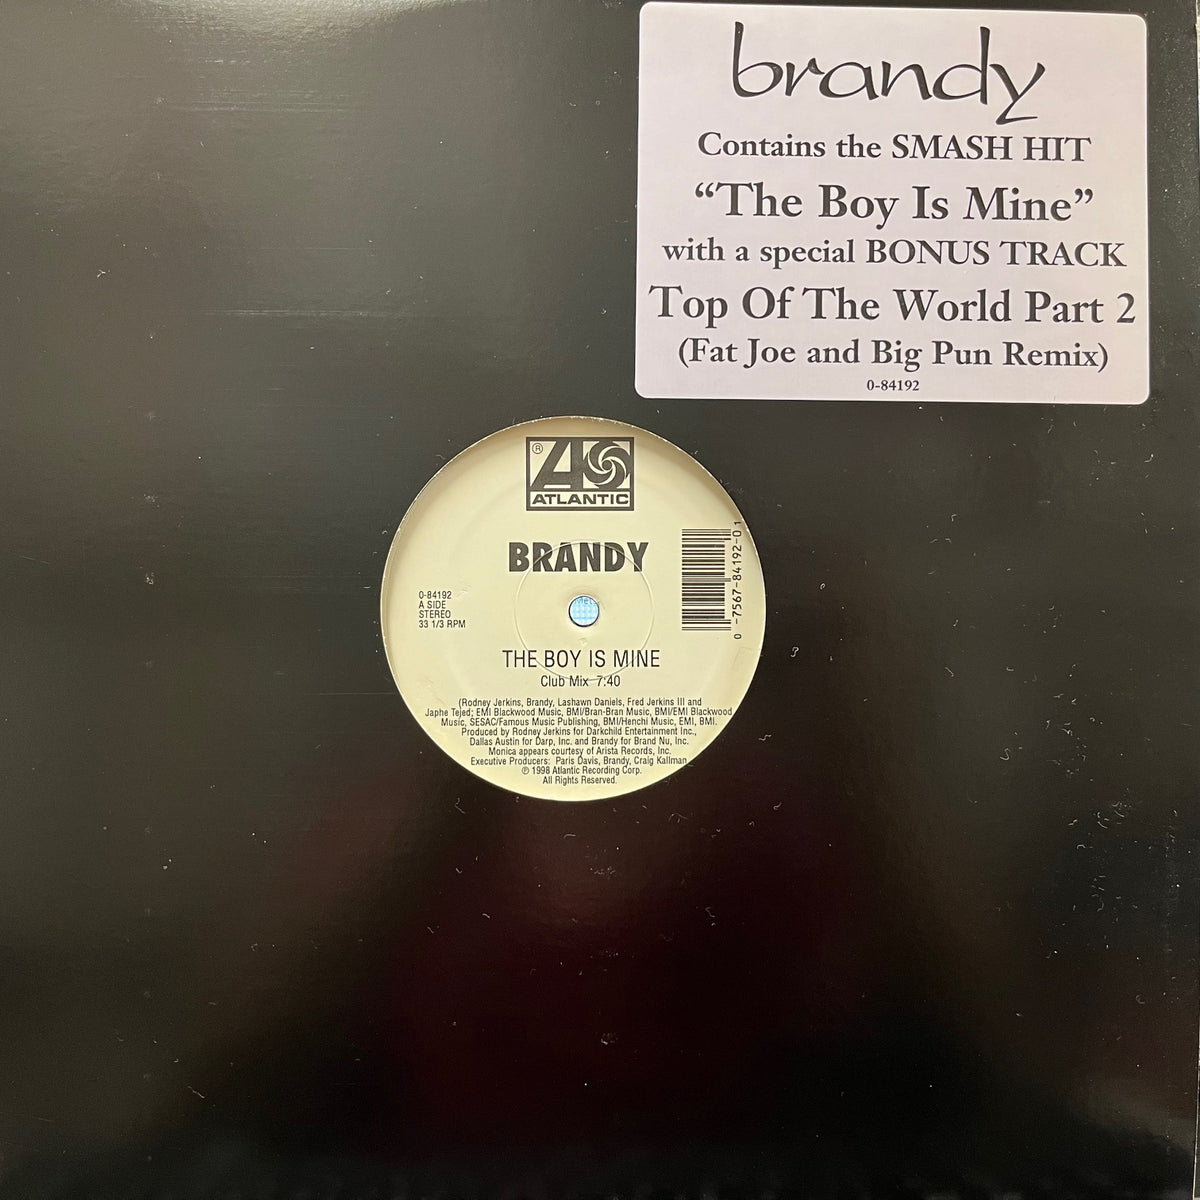 brandy
Contains the SMASH HIT
“The Boy Is Mine”
with a special BONUS TRACK
Top Of The World Part 2
(Fat Joe and Big Pun Remix)
0-84192
®
ATLANTIC
BRANDY
0-84192
A SIDE
STEREO
33 1/3 RPM
0 -7567-84192-0 1
THE BOY IS MINE
Club Mix 7:40
(Rodney Jerkins, Brandy, Lashawn Daniels, Fred Jerkins III and
Japhe Tejed; EMI Blackwood Music, BMI/Bran-Bran Music, BMI/EMI Blackwood
Music, SESAC/Famous Music Publishing, BMI/Henchi Music, EMI, BMI.
Produced by Rodney Jerkins for Darkchild Entertainment Inc.,
Dallas Austin for Darp, Inc. and Brandy for Brand Nu, Inc.
Monica appears courtesy of Arista Records, Inc.
Executive Producers: Paris Davis, Brandy, Craig Kallman
℗ 1998 Atlantic Recording Corp.
All Rights Reserved.